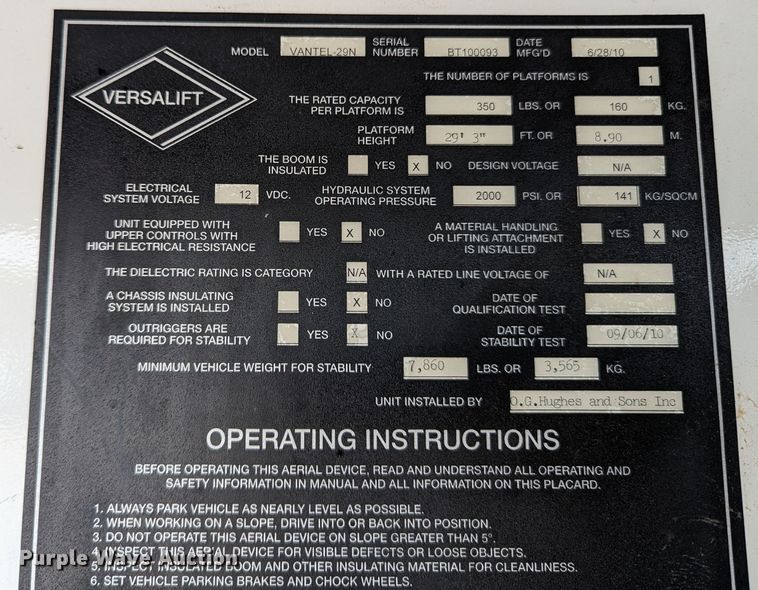 VERSALIFT
MODEL VANTEL-29N SERIAL NUMBER BT100093 DATE MFG'D 6/28/10
THE NUMBER OF PLATFORMS IS 1
THE RATED CAPACITY PER PLATFORM IS 350 LBS. OR 160 KG.
PLATFORM HEIGHT 29' 3" FT. OR 8.90 M.
THE BOOM IS INSULATED YES X NO DESIGN VOLTAGE N/A
ELECTRICAL SYSTEM VOLTAGE 12 VDC. HYDRAULIC SYSTEM OPERATING PRESSURE 2000 PSI. OR 141 KG/SQCM
UNIT EQUIPPED WITH UPPER CONTROLS WITH HIGH ELECTRICAL RESISTANCE YES X NO A MATERIAL HANDLING OR LIFTING ATTACHMENT IS INSTALLED YES X NO
THE DIELECTRIC RATING IS CATEGORY N/A WITH A RATED LINE VOLTAGE OF N/A
A CHASSIS INSULATING SYSTEM IS INSTALLED YES X NO DATE OF QUALIFICATION TEST
OUTRIGGERS ARE REQUIRED FOR STABILITY YES X NO DATE OF STABILITY TEST 09/06/10
MINIMUM VEHICLE WEIGHT FOR STABILITY 7,860 LBS. OR 3,565 KG.
UNIT INSTALLED BY O.G.Hughes and Sons Inc
OPERATING INSTRUCTIONS
BEFORE OPERATING THIS AERIAL DEVICE, READ AND UNDERSTAND ALL OPERATING AND
SAFETY INFORMATION IN MANUAL AND ALL INFORMATION ON THIS PLACARD.
1. ALWAYS PARK VEHICLE AS NEARLY LEVEL AS POSSIBLE.
2. WHEN WORKING ON A SLOPE, DRIVE INTO OR BACK INTO POSITION.
3. DO NOT OPERATE THIS AERIAL DEVICE ON SLOPE GREATER THAN 5°.
4. INSPECT THIS AERIAL DEVICE FOR VISIBLE DEFECTS OR LOOSE OBJECTS.
5. INSPECT INSULATED BOOM AND OTHER INSULATING MATERIAL FOR CLEANLINESS.
6. SET VEHICLE PARKING BRAKES AND CHOCK WHEELS.
Purple Wave Auction